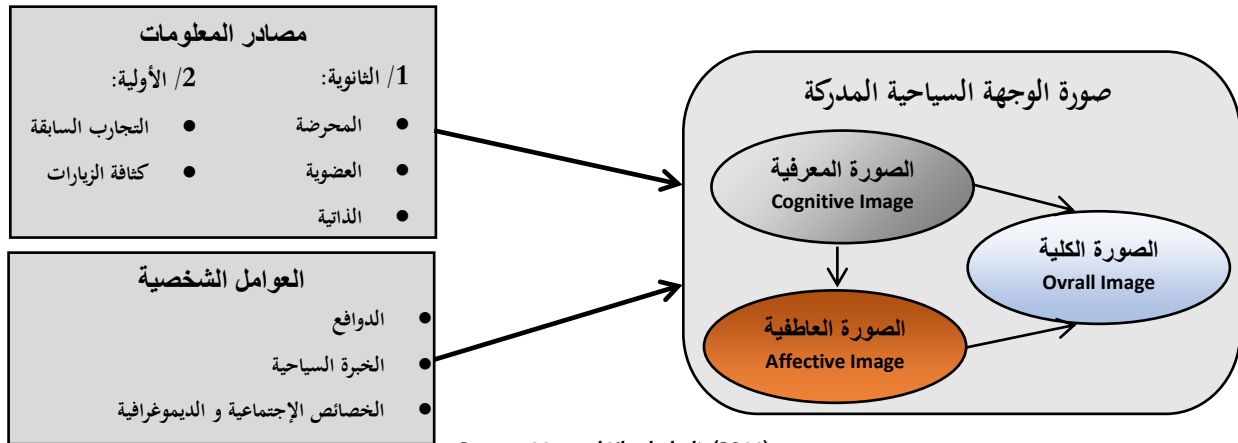 مصادر المعلومات
1/ الثانوية:
• المحرضة
• العضوية
• الذاتية
2/ الأولية:
• التجارب السابقة
• كثافة الزيارات
العوامل الشخصية
• الدوافع
• الخبرة السياحية
• الخصائص الإجتماعية و الديموغرافية
صورة الوجهة السياحية المدركة
الصورة المعرفية
Cognitive Image
الصورة الكلية
Ovrall Image
الصورة العاطفية
Affective Image